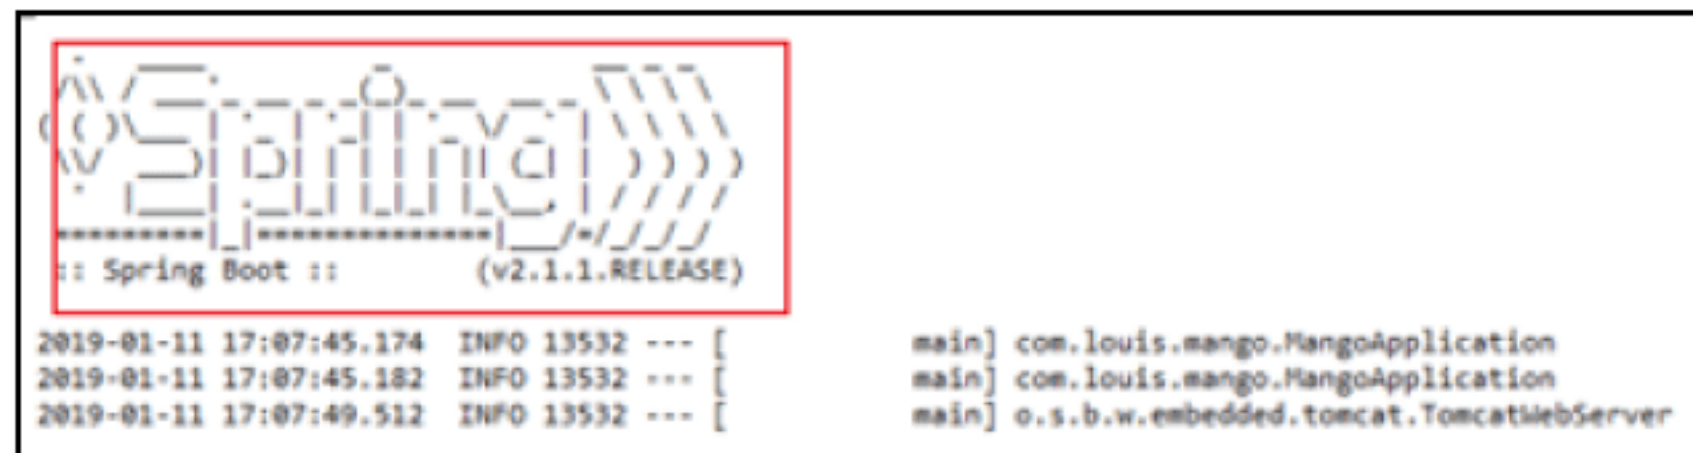 Spring
:: Spring Boot :: (v2.1.1.RELEASE)
2019-01-11 17:07:45.174 INFO 13532 --- [ main] com.louis.mango.MangoApplication
2019-01-11 17:07:45.182 INFO 13532 --- [ main] com.louis.mango.MangoApplication
2019-01-11 17:07:49.512 INFO 13532 --- [ main] o.s.b.w.embedded.tomcat.TomcatWebServer